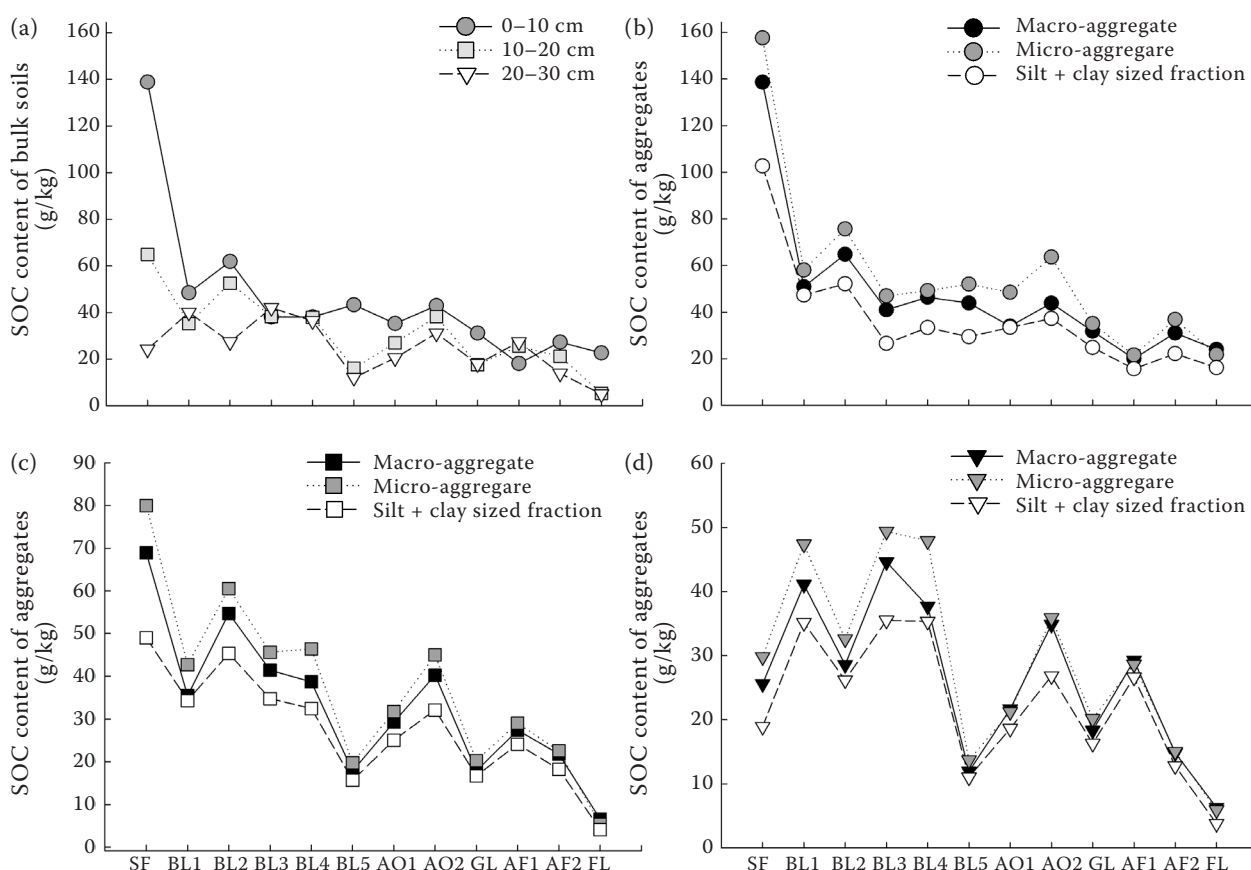 (a)
0–10 cm
10–20 cm
20–30 cm
SOC content of bulk soils
(g/kg)
160
140
120
100
80
60
40
20
0
(b)
Macro-aggregate
Micro-aggregare
Silt + clay sized fraction
SOC content of aggregates
(g/kg)
160
140
120
100
80
60
40
20
0
(c)
Macro-aggregate
Micro-aggregare
Silt + clay sized fraction
SOC content of aggregates
(g/kg)
90
80
70
60
50
40
30
20
10
0
SF BL1 BL2 BL3 BL4 BL5 AO1 AO2 GL AF1 AF2 FL
(d)
Macro-aggregate
Micro-aggregare
Silt + clay sized fraction
SOC content of aggregates
(g/kg)
60
50
40
30
20
10
0
SF BL1 BL2 BL3 BL4 BL5 AO1 AO2 GL AF1 AF2 FL